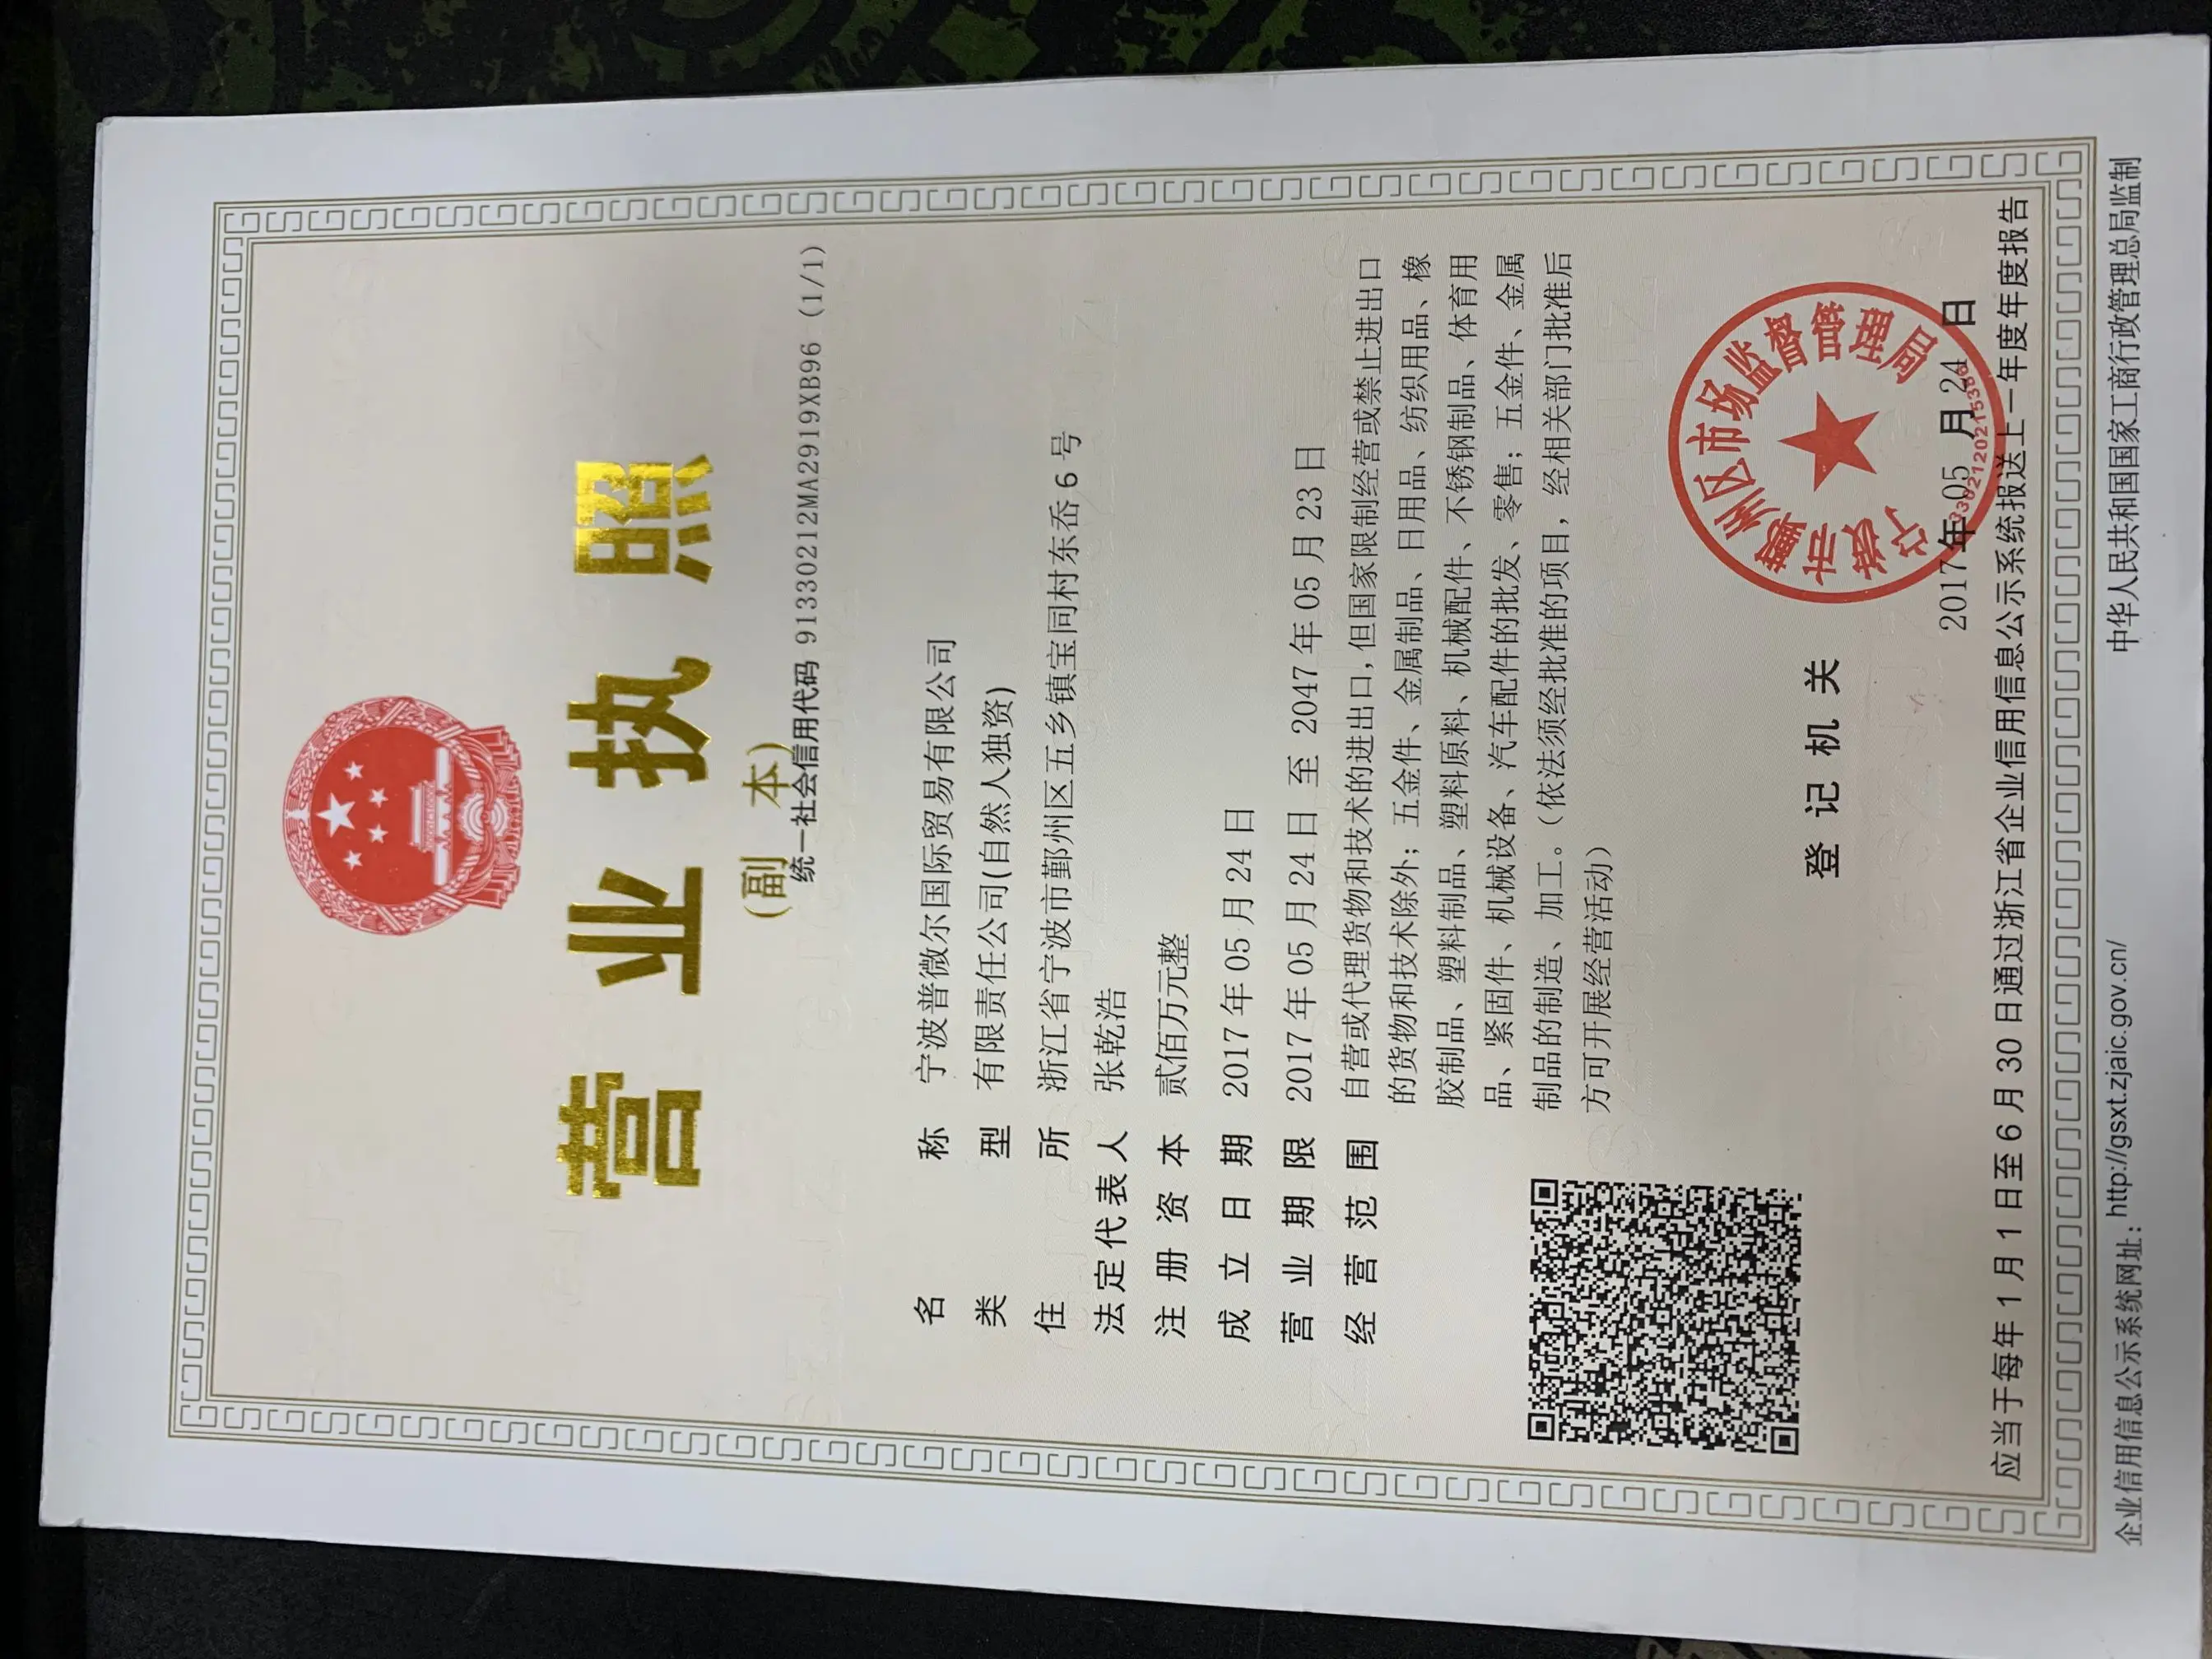 营业执照
(副 本)
统一社会信用代码 91330212MA2919XB96 (1/1)
名 称 宁波普微尔国际贸易有限公司
类 型 有限责任公司(自然人独资)
住 所 浙江省宁波市鄞州区五乡镇宝同村东岙6号
法定代表人 张乾浩
注册资本 贰佰万元整
成立日期 2017年05月24日
营业期限 2017年05月24日 至 2047年05月23日
经营范围 自营或代理货物和技术的进出口,但国家限制经营或禁止进出口
的货物和技术除外；五金件、金属制品、日用品、纺织用品、橡
胶制品、塑料制品、塑料原料、机械配件、不锈钢制品、体育用
品、紧固件、机械设备、汽车配件的批发、零售；五金件、金属
制品的制造、加工。（依法须经批准的项目，经相关部门批准后
方可开展经营活动）
登记机关
宁波市鄞州区市场监督管理局
2017年05月24日
应当于每年1月1日至6月30日通过浙江省企业信用信息公示系统报送上一年度年度报告
企业信用信息公示系统网址：http://gsxt.zjaic.gov.cn/
中华人民共和国国家工商行政管理总局监制